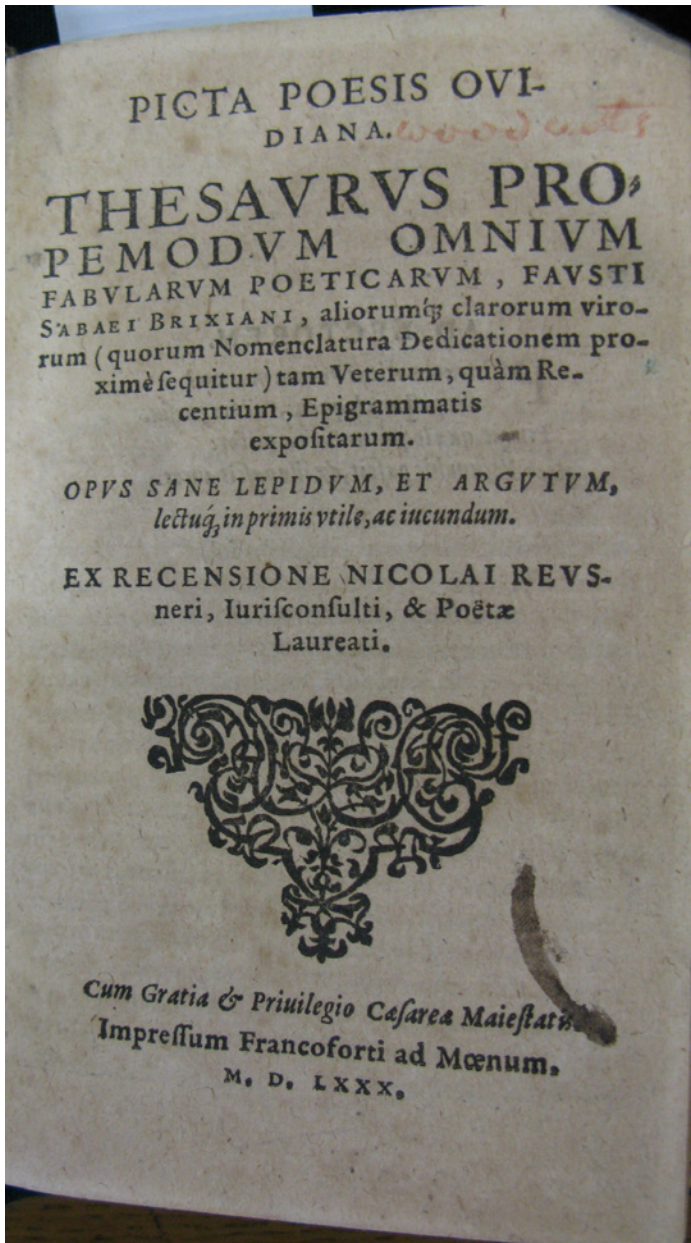 PICTA POESIS OVI-
DIANA. woodcuts
THESAVRVS PRO-
PEMODVM OMNIVM
FABVLARVM POETICARVM, FAVSTI
SABAEI BRIXIANI, aliorumq́; clarorum viro-
rum (quorum Nomenclatura Dedicationem pro-
ximè ſequitur) tam Veterum, quàm Re-
centium, Epigrammatis
expoſitarum.
OPVS SANE LEPIDVM, ET ARGVTVM,
lectuq́; in primis vtile, ac iucundum.
EX RECENSIONE NICOLAI REVS-
neri, Iuriſconſulti, & Poëtæ
Laureati.
Cum Gratia & Priuilegio Cæſareæ Maieſtatis.
Impreſſum Francoforti ad Mœnum.
M. D. LXXX.